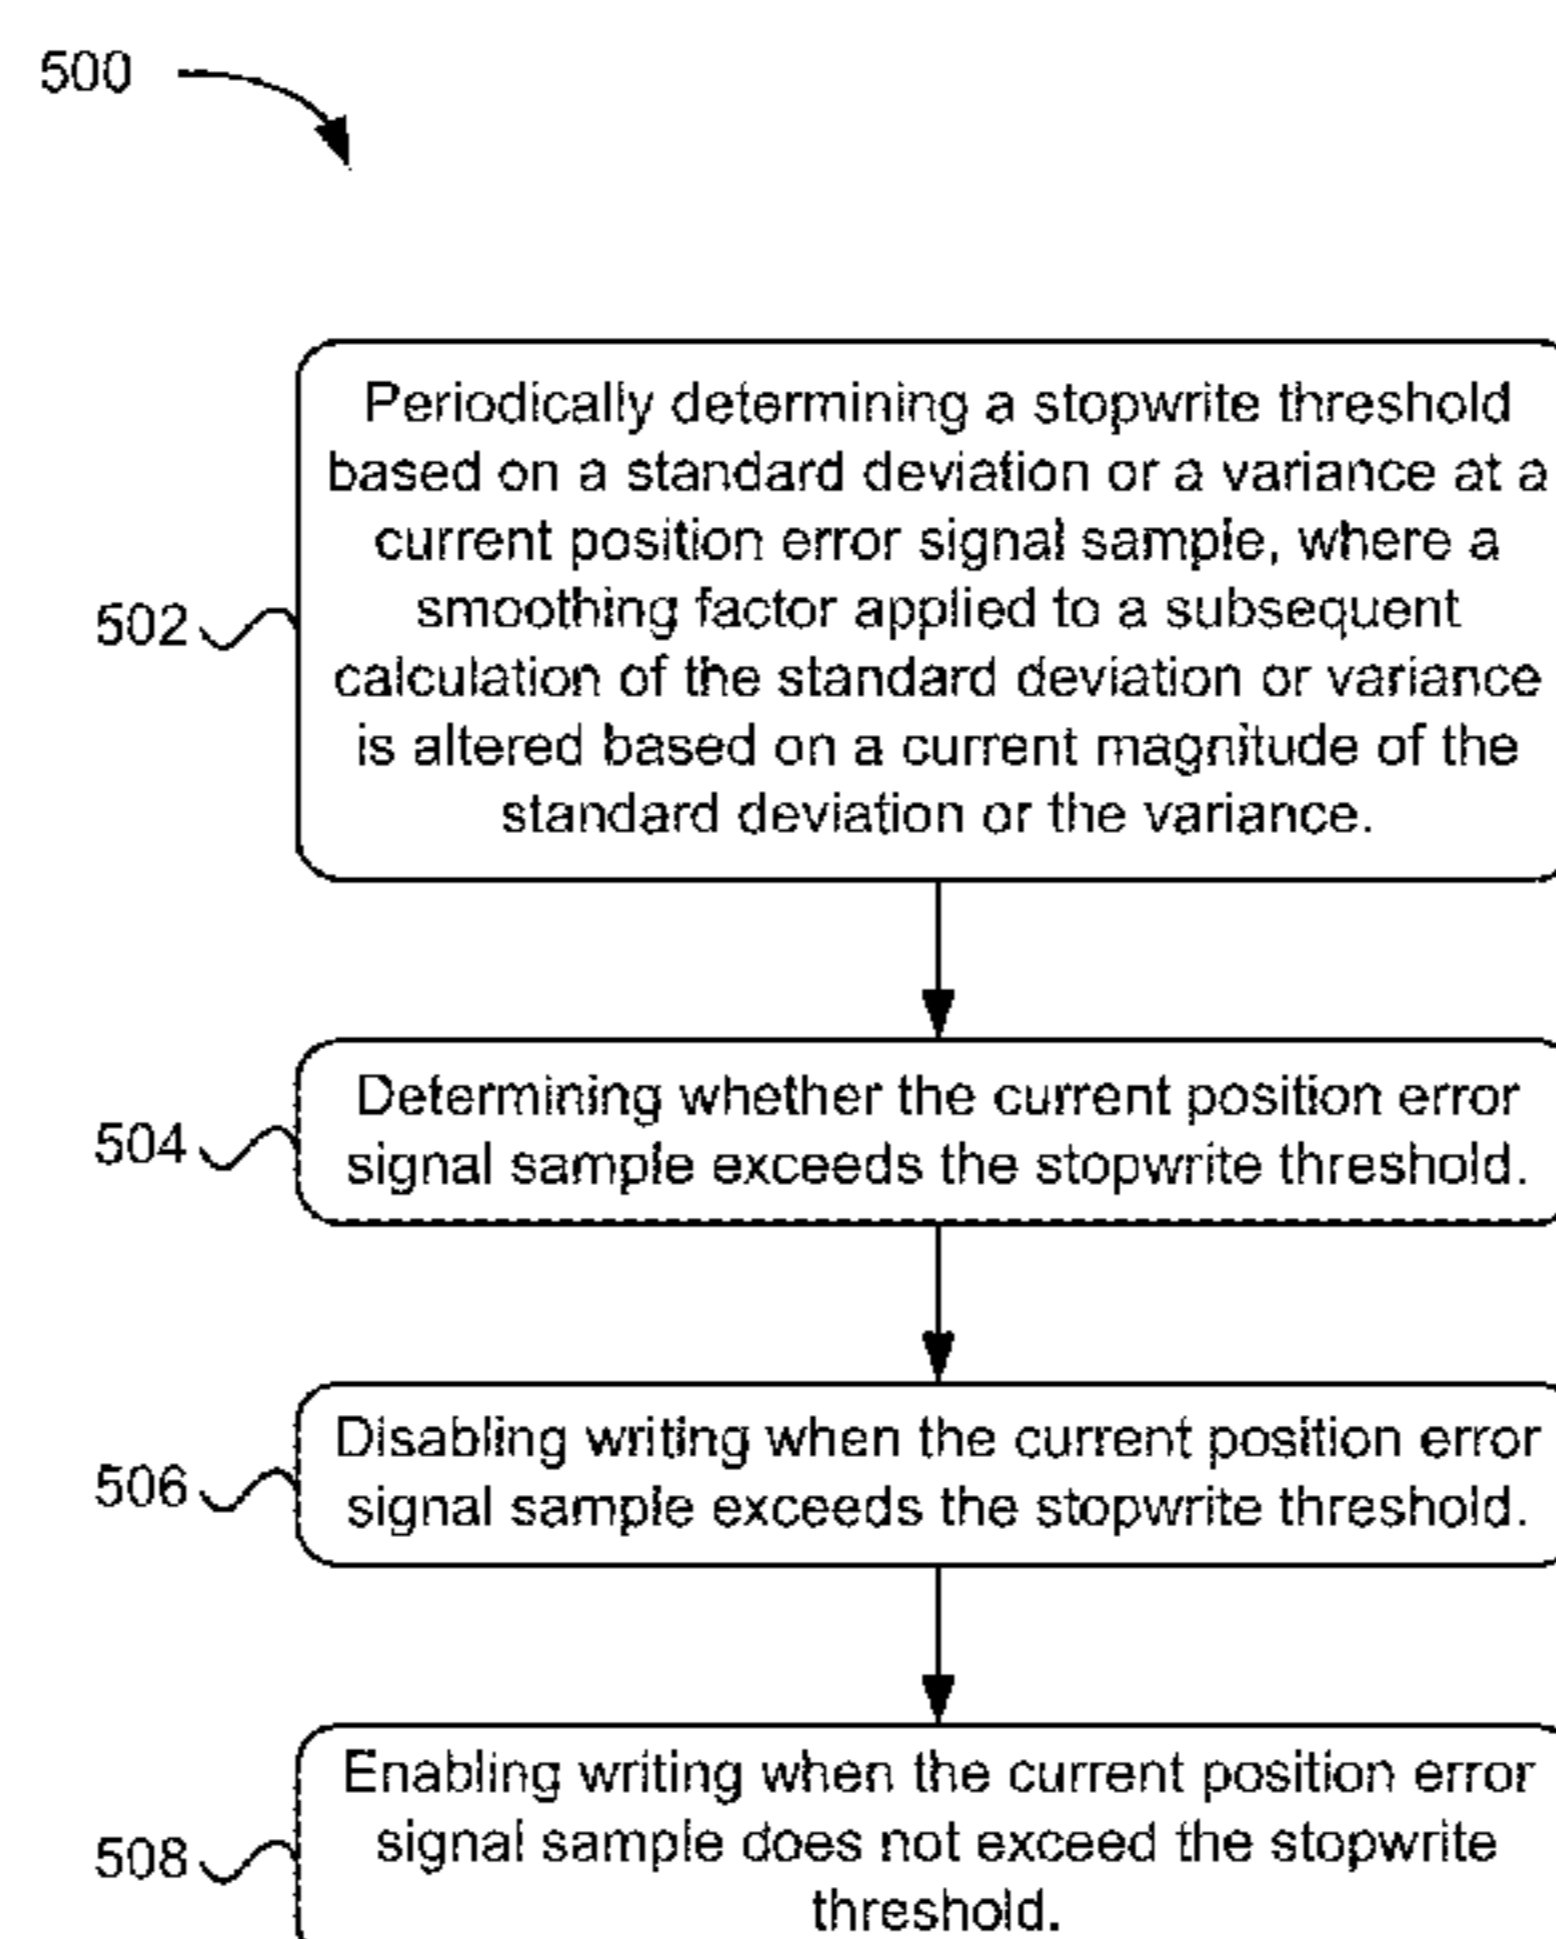 500
Periodically determining a stopwrite threshold
based on a standard deviation or a variance at a
current position error signal sample, where a
smoothing factor applied to a subsequent
calculation of the standard deviation or variance
is altered based on a current magnitude of the
standard deviation or the variance.
502
Determining whether the current position error
signal sample exceeds the stopwrite threshold.
504
Disabling writing when the current position error
signal sample exceeds the stopwrite threshold.
506
Enabling writing when the current position error
signal sample does not exceed the stopwrite
threshold.
508